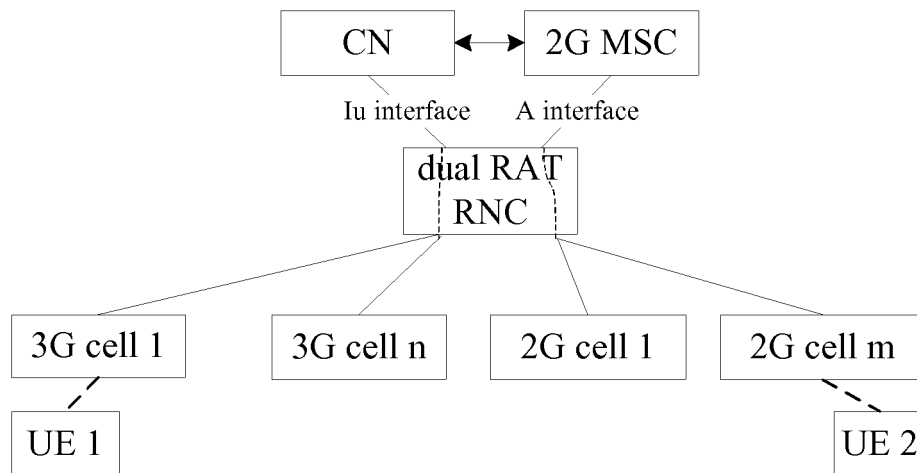 CN
2G MSC
Iu interface
A interface
dual RAT
RNC
3G cell 1
3G cell n
2G cell 1
2G cell m
UE 1
UE 2